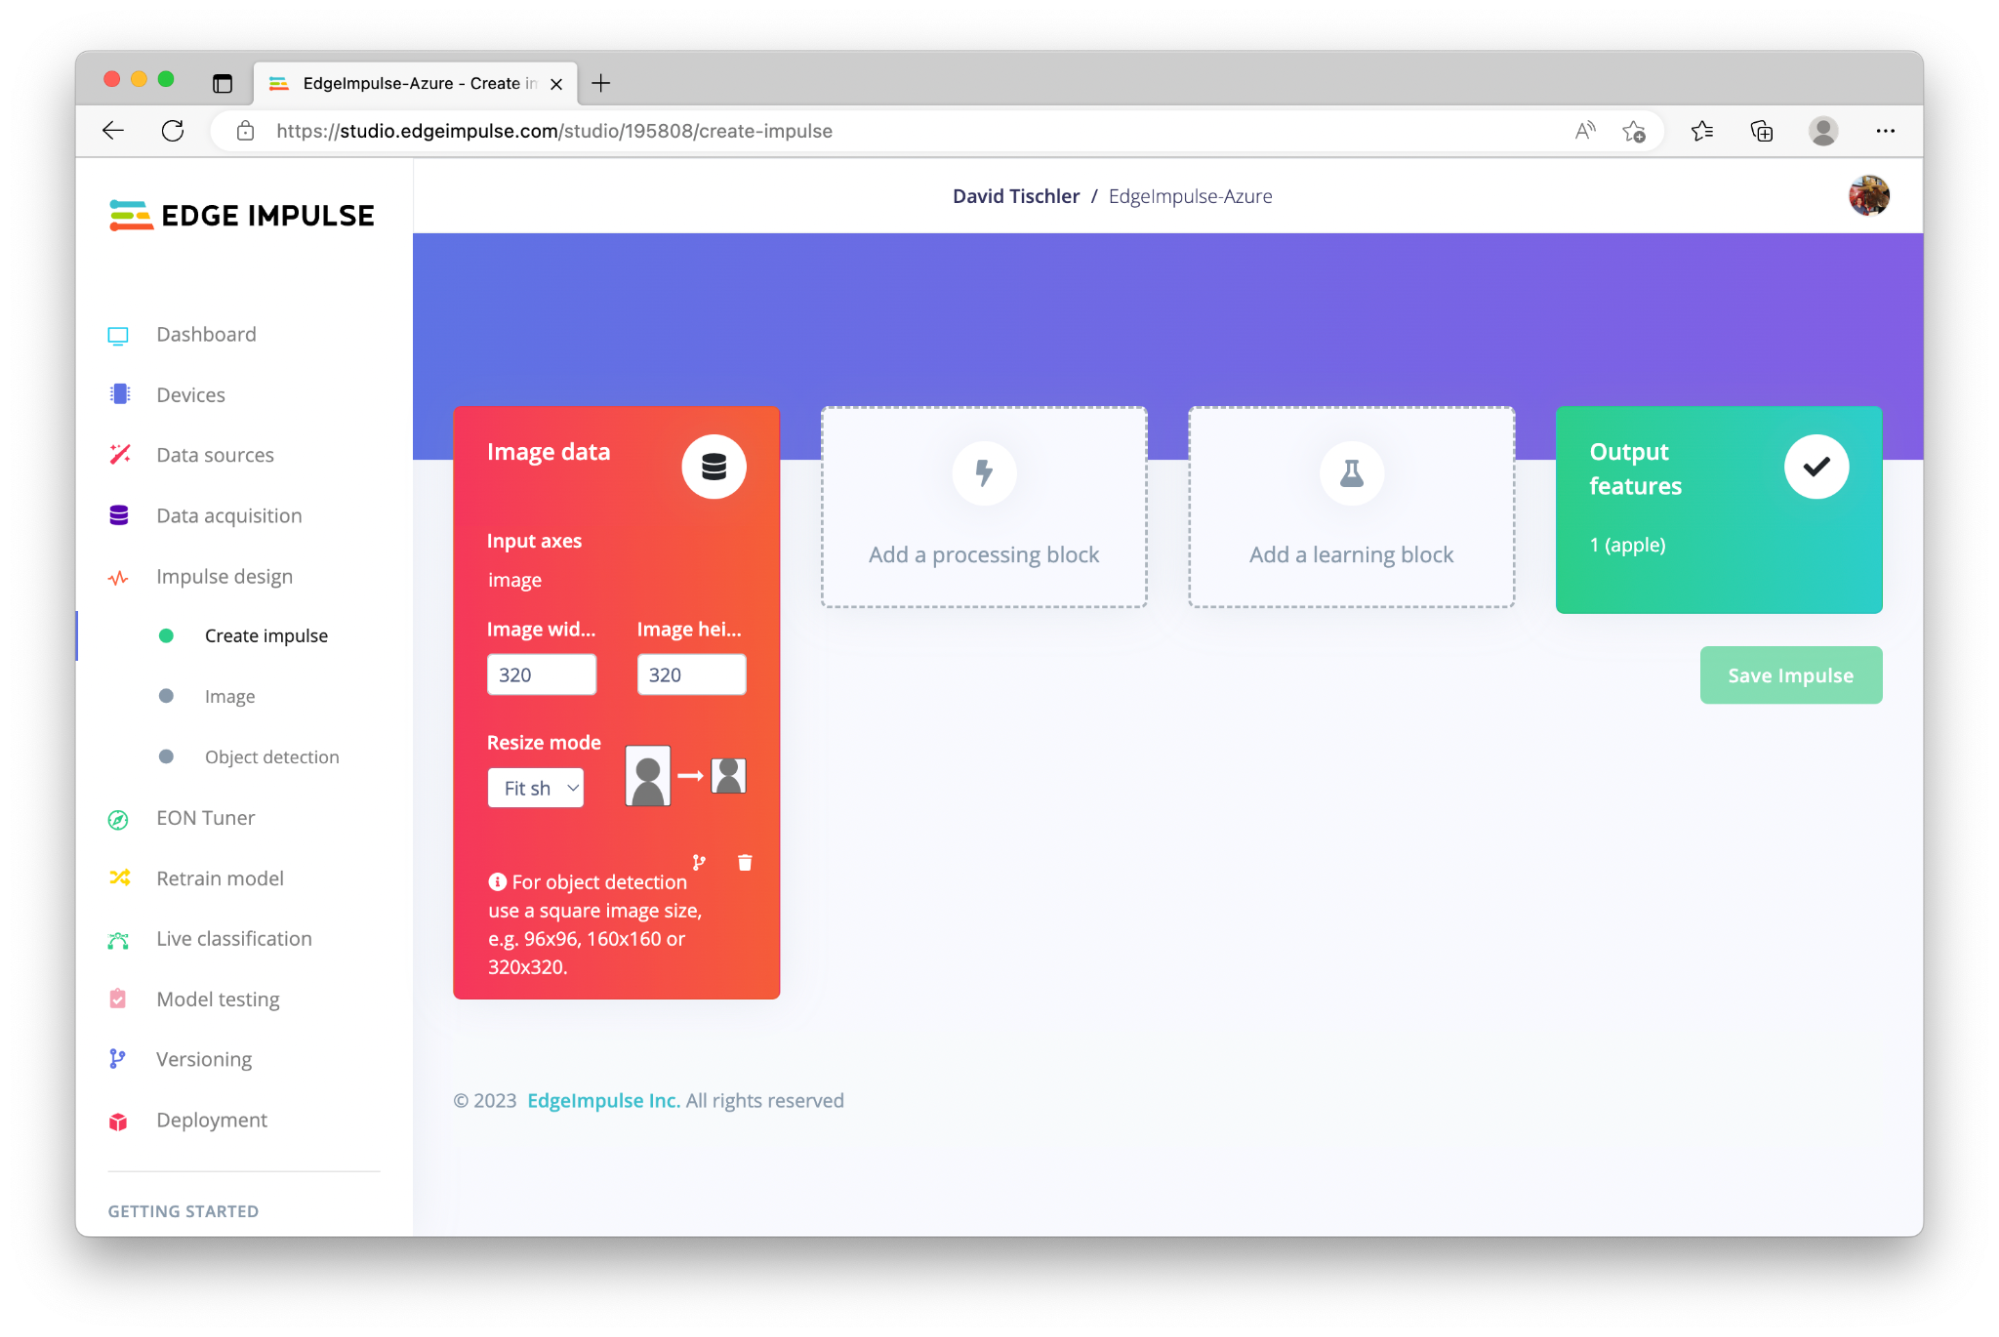 EdgeImpulse-Azure - Create in
https://studio.edgeimpulse.com/studio/195808/create-impulse
EDGE IMPULSE
David Tischler / EdgeImpulse-Azure
Dashboard
Devices
Data sources
Data acquisition
Impulse design
Create impulse
Image
Object detection
EON Tuner
Retrain model
Live classification
Model testing
Versioning
Deployment
GETTING STARTED
Image data
Input axes
image
Image wid... Image hei...
320 320
Resize mode
Fit sh
For object detection
use a square image size,
e.g. 96x96, 160x160 or
320x320.
Add a processing block
Add a learning block
Output
features
1 (apple)
Save Impulse
© 2023 EdgeImpulse Inc. All rights reserved